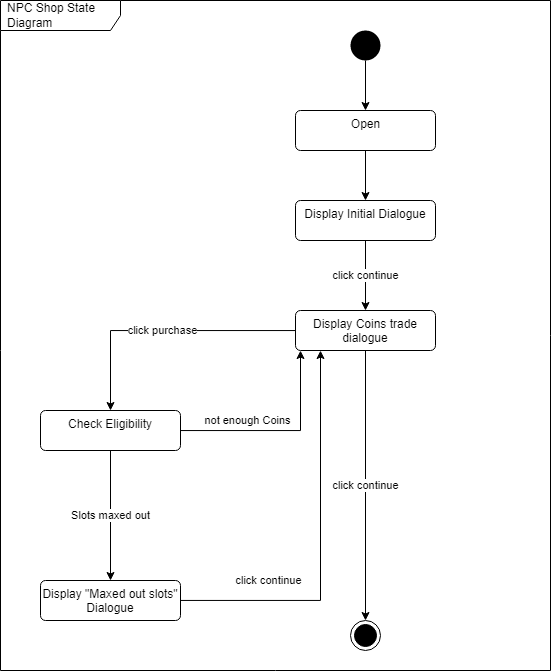 NPC Shop State
Diagram
Open
Display Initial Dialogue
click continue
Display Coins trade
dialogue
click purchase
Check Eligibility
not enough Coins
click continue
Slots maxed out
click continue
Display "Maxed out slots"
Dialogue